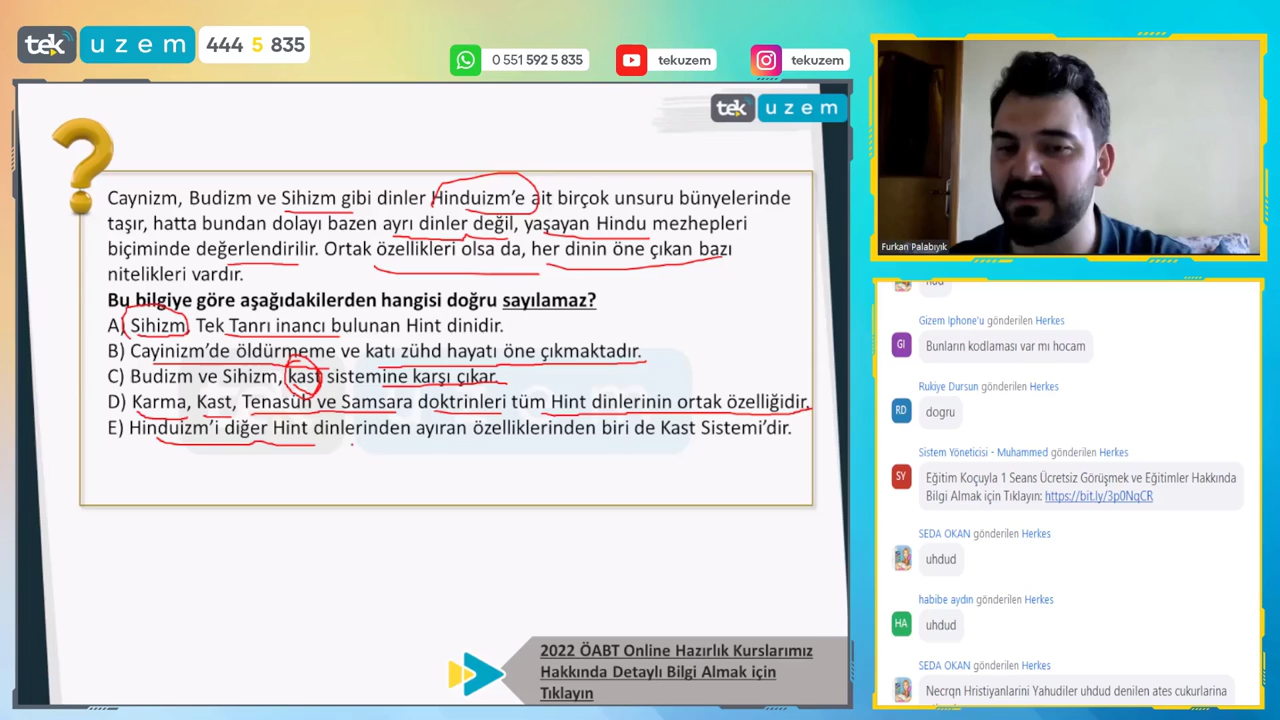 tek uzem 444 5 835
0 551 592 5 835
tekuzem
tekuzem
tek uzem
Caynizm, Budizm ve Sihizm gibi dinler Hinduizm’e ait birçok unsuru bünyelerinde
taşır, hatta bundan dolayı bazen ayrı dinler değil, yaşayan Hindu mezhepleri
biçiminde değerlendirilir. Ortak özellikleri olsa da, her dinin öne çıkan bazı
nitelikleri vardır.
Bu bilgiye göre aşağıdakilerden hangisi doğru sayılamaz?
A) Sihizm, Tek Tanrı inancı bulunan Hint dinidir.
B) Cayinizm’de öldürmeme ve katı zühd hayatı öne çıkmaktadır.
C) Budizm ve Sihizm, kast sistemine karşı çıkar.
D) Karma, Kast, Tenasuh ve Samsara doktrinleri tüm Hint dinlerinin ortak özelliğidir.
E) Hinduizm’i diğer Hint dinlerinden ayıran özelliklerinden biri de Kast Sistemi’dir.
2022 ÖABT Online Hazırlık Kurslarımız
Hakkında Detaylı Bilgi Almak için
Tıklayın
Furkan Palabıyık
Gizem Iphone'u gönderilen Herkes
GI
Bunların kodlaması var mı hocam
Rukiye Dursun gönderilen Herkes
RD
dogru
Sistem Yöneticisi - Muhammed gönderilen Herkes
SY
Eğitim Koçuyla 1 Seans Ücretsiz Görüşmek ve Eğitimler Hakkında
Bilgi Almak için Tıklayın: https://bit.ly/3p0NqCR
SEDA OKAN gönderilen Herkes
uhdud
habibe aydın gönderilen Herkes
HA
uhdud
SEDA OKAN gönderilen Herkes
Necrqn Hristiyanlarini Yahudiler uhdud denilen ates cukurlarina